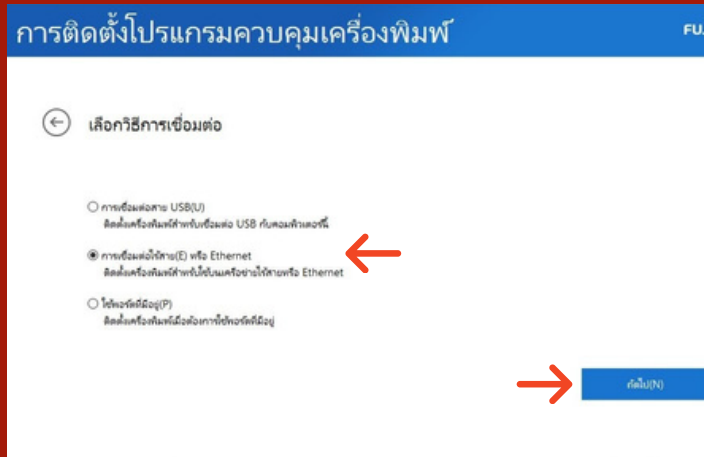 การติดตั้งโปรแกรมควบคุมเครื่องพิมพ์
FU
เลือกวิธีการเชื่อมต่อ
การเชื่อมต่อสาย USB(U)
ติดตั้งเครื่องพิมพ์สำหรับเชื่อมต่อ USB กับคอมพิวเตอร์นี้
การเชื่อมต่อไร้สาย(E) หรือ Ethernet
ติดตั้งเครื่องพิมพ์สำหรับใช้บนเครือข่ายไร้สายหรือ Ethernet
ใช้พอร์ตที่มีอยู่(P)
ติดตั้งเครื่องพิมพ์เมื่อต้องการใช้พอร์ตที่มีอยู่
ถัดไป(N)